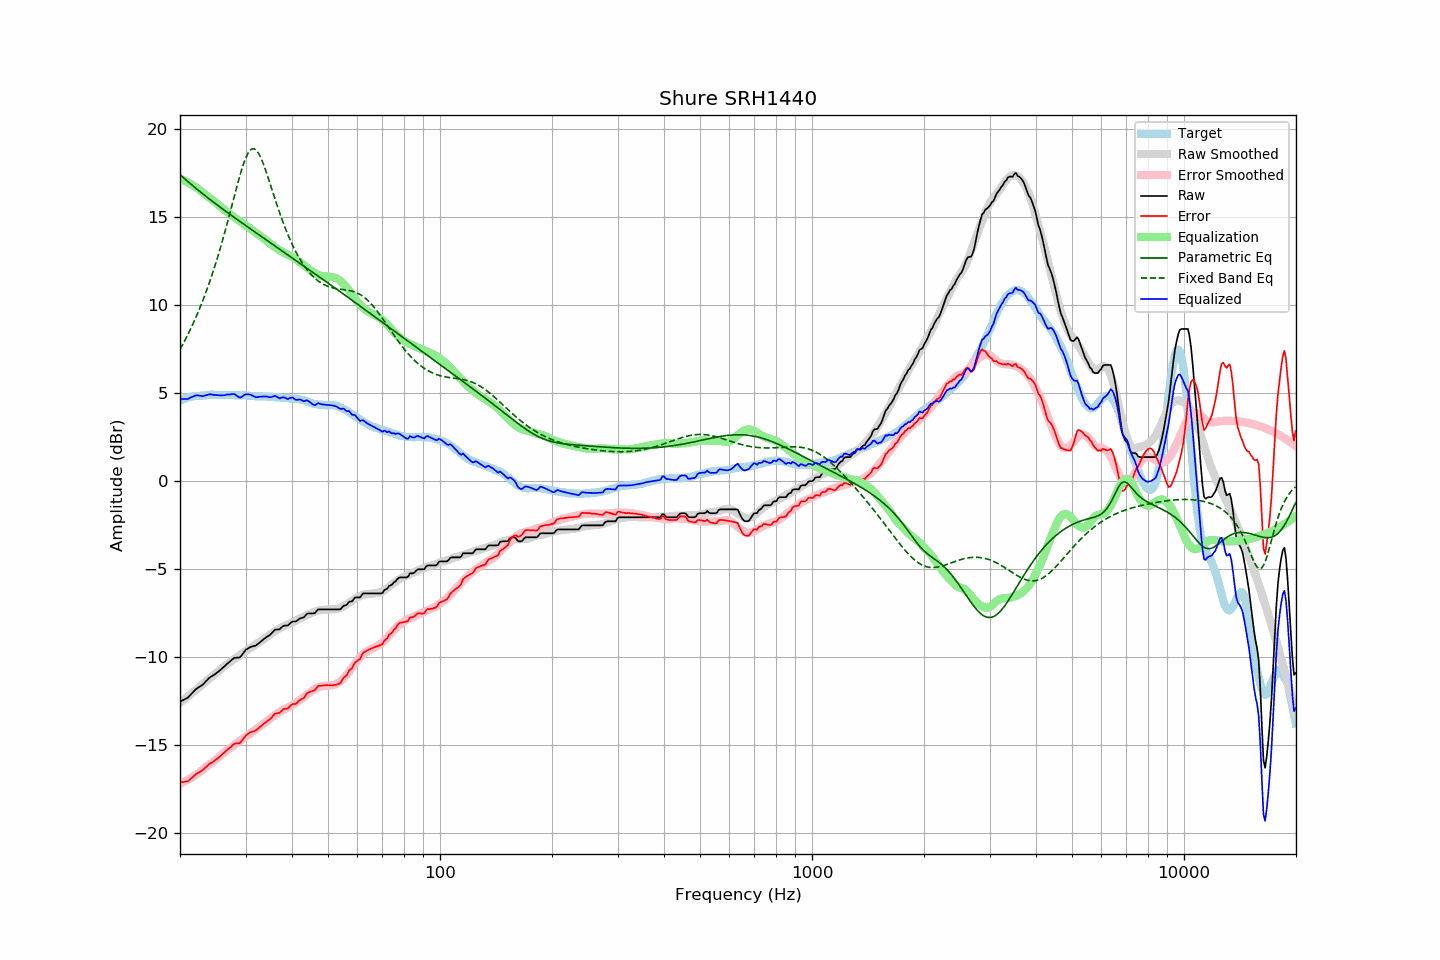 Shure SRH1440
20
15
10
5
0
−5
−10
−15
−20
Amplitude (dBr)
100
1000
10000
Frequency (Hz)
Target
Raw Smoothed
Error Smoothed
Raw
Error
Equalization
Parametric Eq
Fixed Band Eq
Equalized